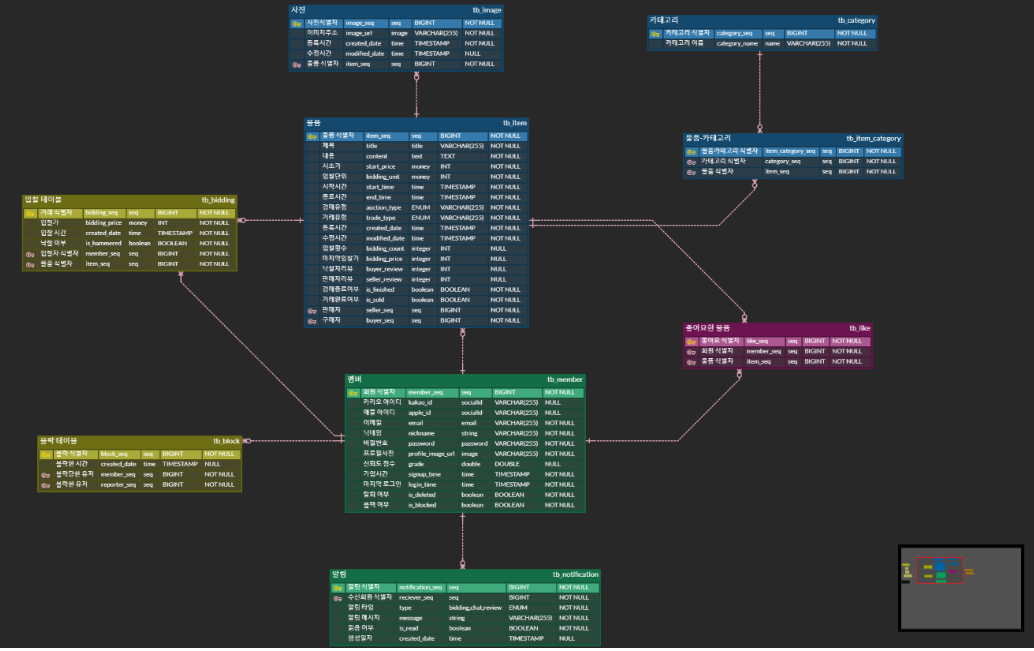 사진 tb_image
사진식별자 image_seq seq BIGINT NOT NULL
이미지주소 image_url image VARCHAR(255) NOT NULL
등록시간 created_date time TIMESTAMP NOT NULL
수정시간 modified_date time TIMESTAMP NULL
물품 식별자 item_seq seq BIGINT NOT NULL
카테고리 tb_category
카테고리 식별자 category_seq seq BIGINT NOT NULL
카테고리 이름 category_name name VARCHAR(255) NOT NULL
물품 tb_item
물품 식별자 item_seq seq BIGINT NOT NULL
제목 title title VARCHAR(255) NOT NULL
내용 content text TEXT NOT NULL
시초가 start_price money INT NOT NULL
입찰단위 bidding_unit money INT NOT NULL
시작시간 start_time time TIMESTAMP NOT NULL
종료시간 end_time time TIMESTAMP NOT NULL
경매유형 auction_type ENUM VARCHAR(255) NOT NULL
거래유형 trade_type ENUM VARCHAR(255) NOT NULL
등록시간 created_date time TIMESTAMP NOT NULL
수정시간 modified_date time TIMESTAMP NOT NULL
입찰횟수 bidding_count integer INT NULL
마지막입찰가 bidding_price integer INT NOT NULL
낙찰자리뷰 buyer_review integer INT NOT NULL
판매자리뷰 seller_review integer INT NOT NULL
경매종료여부 is_finished boolean BOOLEAN NOT NULL
거래완료여부 is_sold boolean BOOLEAN NOT NULL
판매자 seller_seq seq BIGINT NOT NULL
구매자 buyer_seq seq BIGINT NOT NULL
물품-카테고리 tb_item_category
물품카테고리 식별자 item_category_seq seq BIGINT NOT NULL
카테고리 식별자 category_seq seq BIGINT NOT NULL
물품 식별자 item_seq seq BIGINT NOT NULL
입찰 테이블 tb_bidding
거래 식별자 bidding_seq seq BIGINT NOT NULL
입찰가 bidding_price money INT NOT NULL
입찰 시간 created_date time TIMESTAMP NOT NULL
낙찰 여부 is_hammered boolean BOOLEAN NOT NULL
입찰자 식별자 member_seq seq BIGINT NOT NULL
물품 식별자 item_seq seq BIGINT NOT NULL
좋아요한 물품 tb_like
좋아요 식별자 like_seq seq BIGINT NOT NULL
회원 식별자 member_seq seq BIGINT NOT NULL
물품 식별자 item_seq seq BIGINT NOT NULL
멤버 tb_member
회원 식별자 member_seq seq BIGINT NOT NULL
카카오 아이디 kakao_id socialId VARCHAR(255) NULL
애플 아이디 apple_id socialId VARCHAR(255) NULL
이메일 email email VARCHAR(255) NOT NULL
닉네임 nickname string VARCHAR(255) NOT NULL
비밀번호 password password VARCHAR(255) NOT NULL
프로필사진 profile_image_url image VARCHAR(255) NOT NULL
신뢰도 점수 grade double DOUBLE NULL
가입시간 signup_time time TIMESTAMP NOT NULL
마지막 로그인 login_time time TIMESTAMP NOT NULL
탈퇴 여부 is_deleted boolean BOOLEAN NOT NULL
블랙 여부 is_blocked boolean BOOLEAN NOT NULL
블락 테이블 tb_block
블락 식별자 block_seq seq BIGINT NOT NULL
블락한 시간 created_date time TIMESTAMP NULL
블락요한 유저 member_seq seq BIGINT NOT NULL
블락한 유저 reporter_seq seq BIGINT NOT NULL
알림 tb_notification
알림 식별자 notification_seq seq BIGINT NOT NULL
수신회원 식별자 reciever_seq seq BIGINT NOT NULL
알림 타입 type bidding,chat,review ENUM NOT NULL
알림 메시지 message string VARCHAR(255) NOT NULL
읽음 여부 is_read boolean BOOLEAN NOT NULL
생성일자 created_date time TIMESTAMP NULL